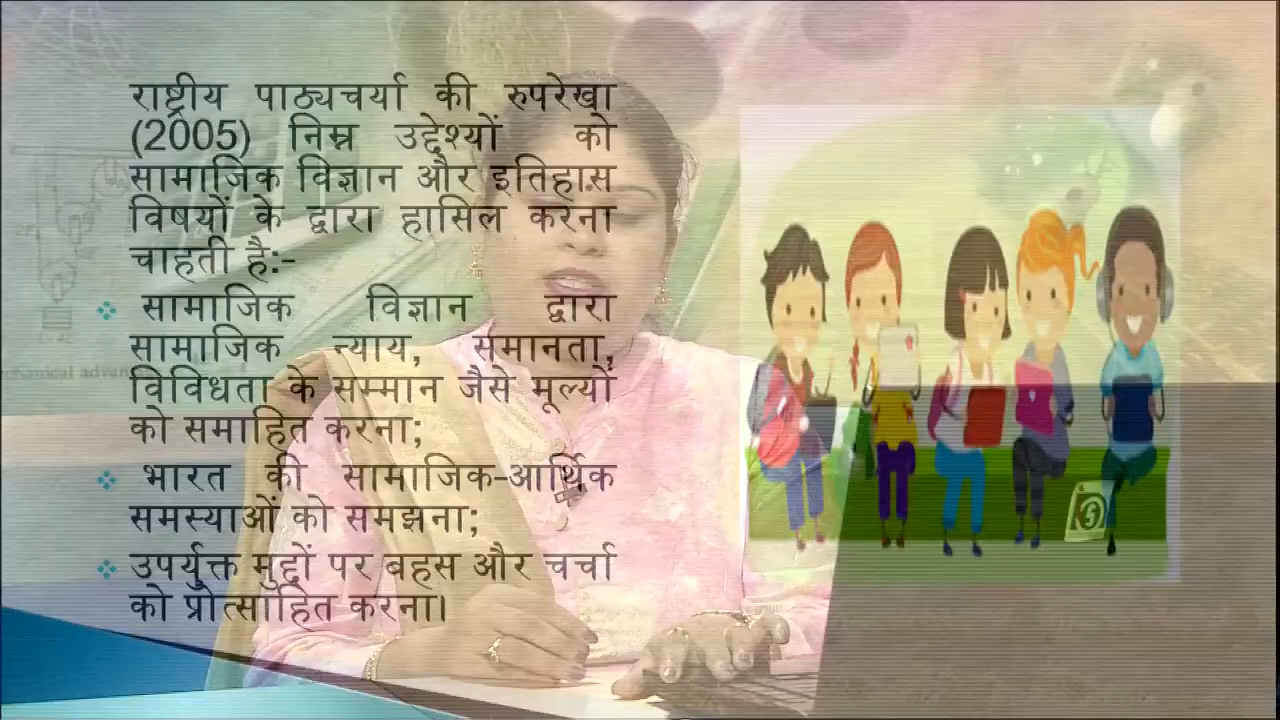 राष्ट्रीय पाठ्यचर्या की रुपरेखा
(2005) निम्न उद्देश्यों को
सामाजिक विज्ञान और इतिहास
विषयों के द्वारा हासिल करना
चाहती है:-
सामाजिक विज्ञान द्वारा
सामाजिक न्याय, समानता,
विविधता के सम्मान जैसे मूल्यों
को समाहित करना;
भारत की सामाजिक-आर्थिक
समस्याओं को समझना;
उपर्युक्त मुद्दों पर बहस और चर्चा
को प्रोत्साहित करना।